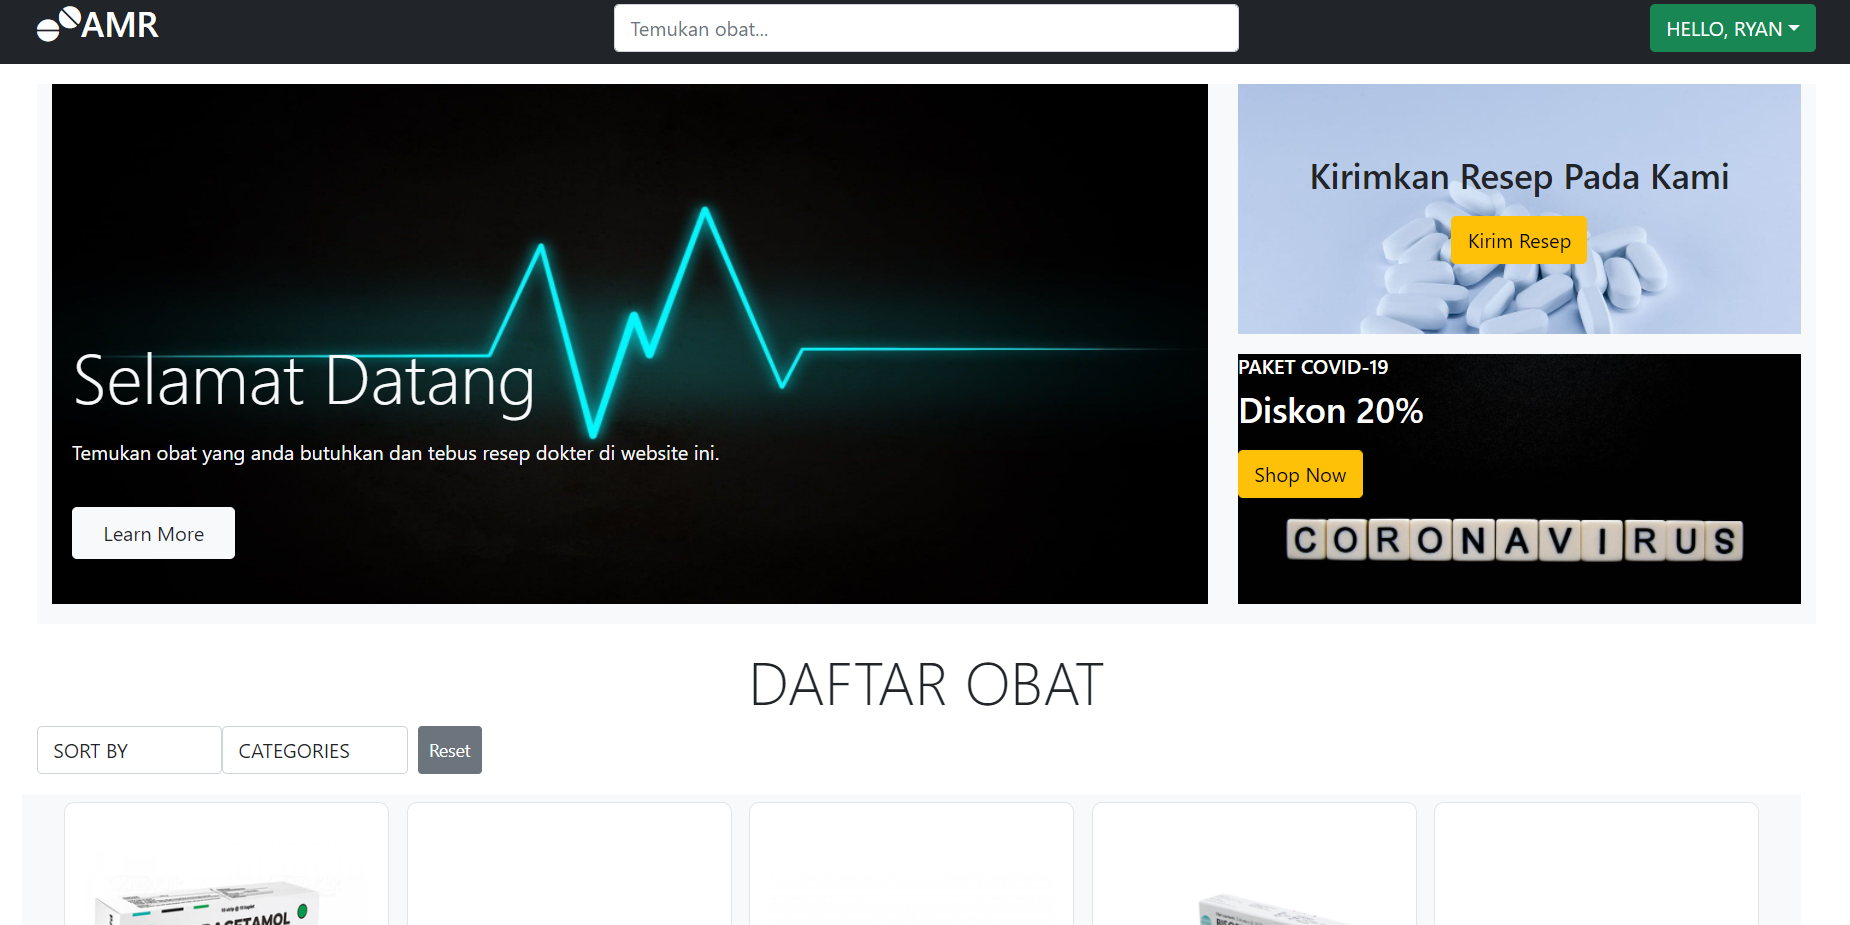 AMR
Temukan obat...
HELLO, RYAN
Selamat Datang
Temukan obat yang anda butuhkan dan tebus resep dokter di website ini.
Learn More
Kirimkan Resep Pada Kami
Kirim Resep
PAKET COVID-19
Diskon 20%
Shop Now
CORONAVIRUS
DAFTAR OBAT
SORT BY
CATEGORIES
Reset